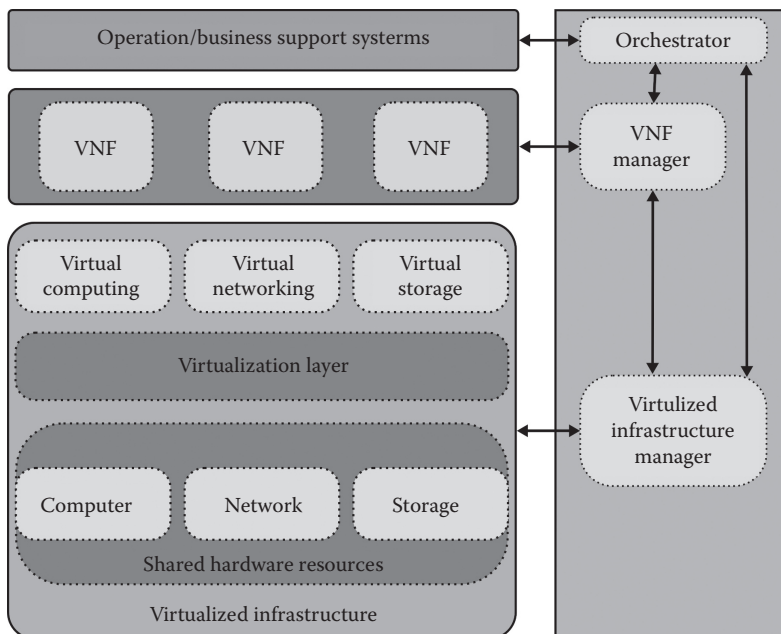 Operation/business support systerms
Orchestrator
VNF
VNF
VNF
VNF
manager
Virtual
computing
Virtual
networking
Virtual
storage
Virtualization layer
Virtulized
infrastructure
manager
Computer
Network
Storage
Shared hardware resources
Virtualized infrastructure